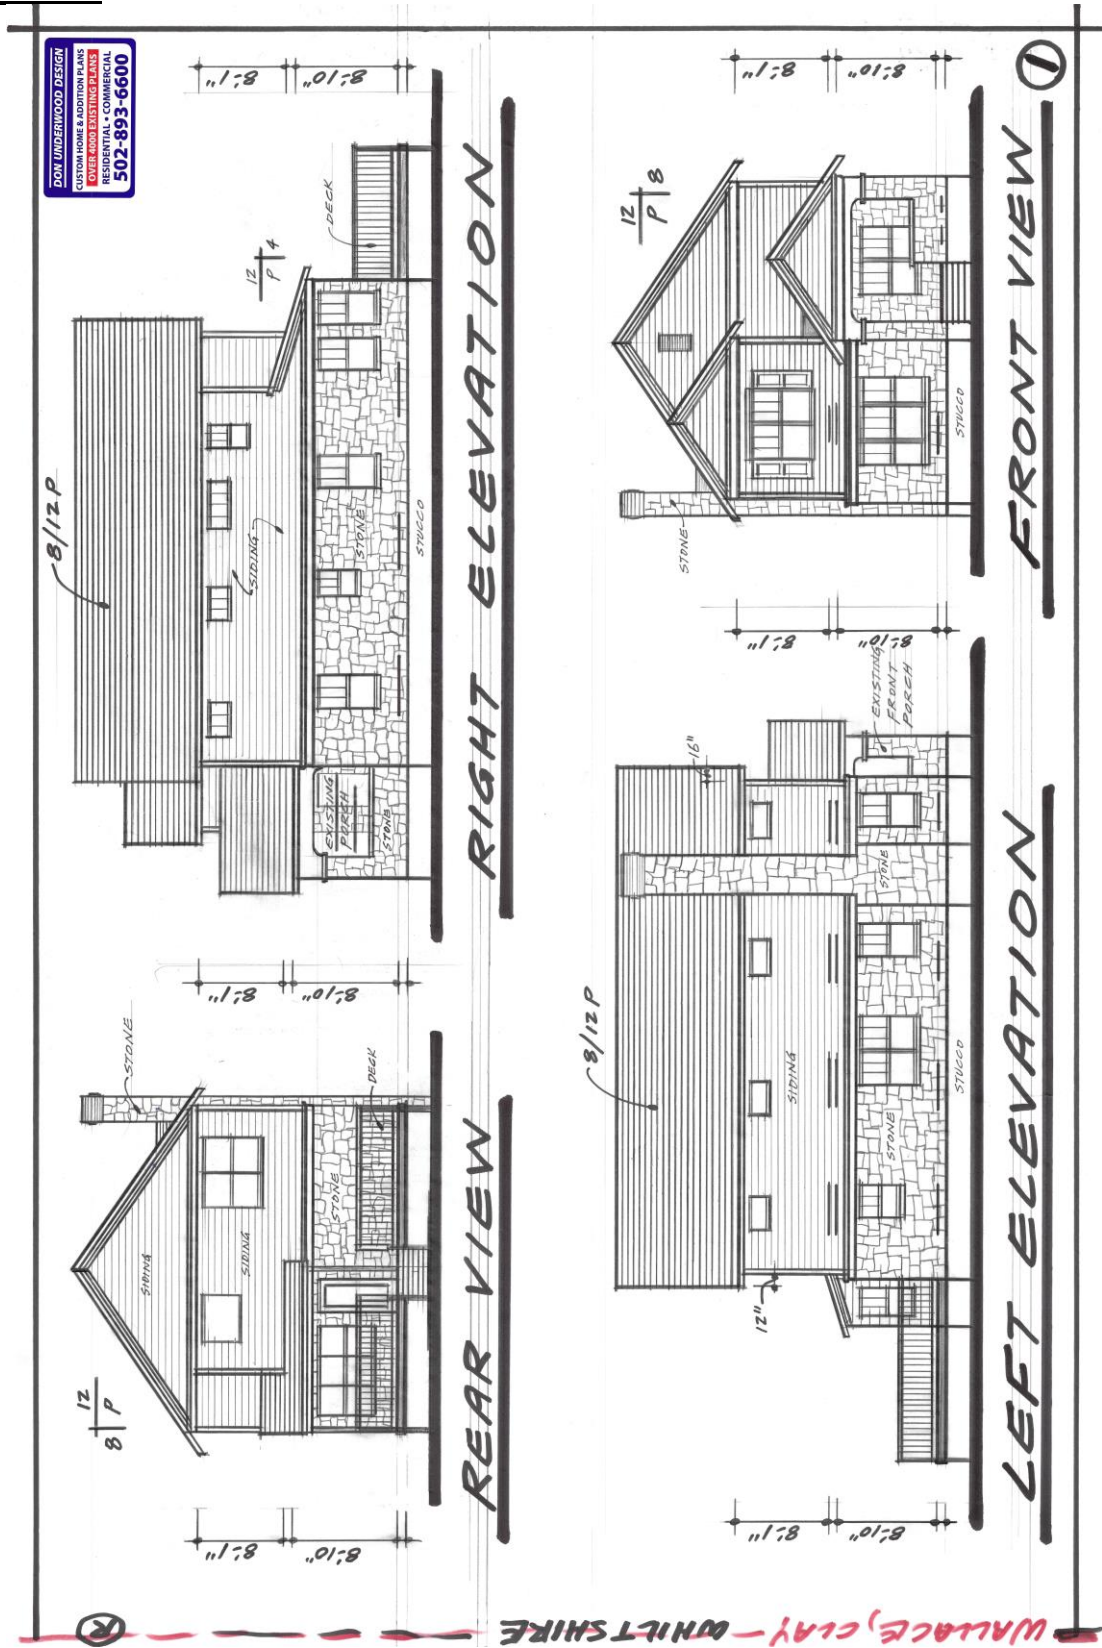 DON UNDERWOOD DESIGN
CUSTOM HOME & ADDITION PLANS
OVER 4000 EXISTING PLANS
RESIDENTIAL • COMMERCIAL
502-893-6600
8'-1"
8'-10"
STONE
SIDING
SIDING
STONE
DECK
12
8 P
8'-1"
8'-10"
REAR VIEW
8'-1"
8'-10"
8/12 P
SIDING
STONE
STUCCO
EXISTING
PORCH
STONE
12
P 4
DECK
RIGHT ELEVATION
8'-1"
8'-10"
8/12 P
SIDING
STONE
STONE
STUCCO
12"
16"
EXISTING
FRONT
PORCH
LEFT ELEVATION
8'-1"
8'-10"
12
P 8
STONE
STUCCO
FRONT VIEW
8'-1"
8'-10"
1
WALLACE, CLAY — WHILTSHIRE
R